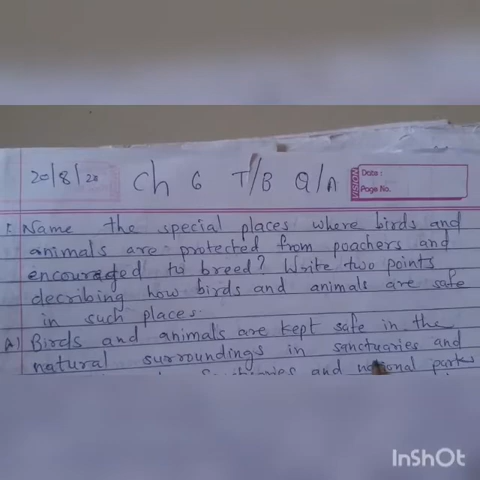 20/8/20 Ch 6 T/B Q/A
VISION Date :
Page No.
1. Name the special places where birds and
animals are protected from poachers and
encouraged to breed? Write two points
decribing how birds and animals are safe
in such places.
A) Birds and animals are kept safe in the
natural surroundings in sanctuaries and
and national parks
InShOt